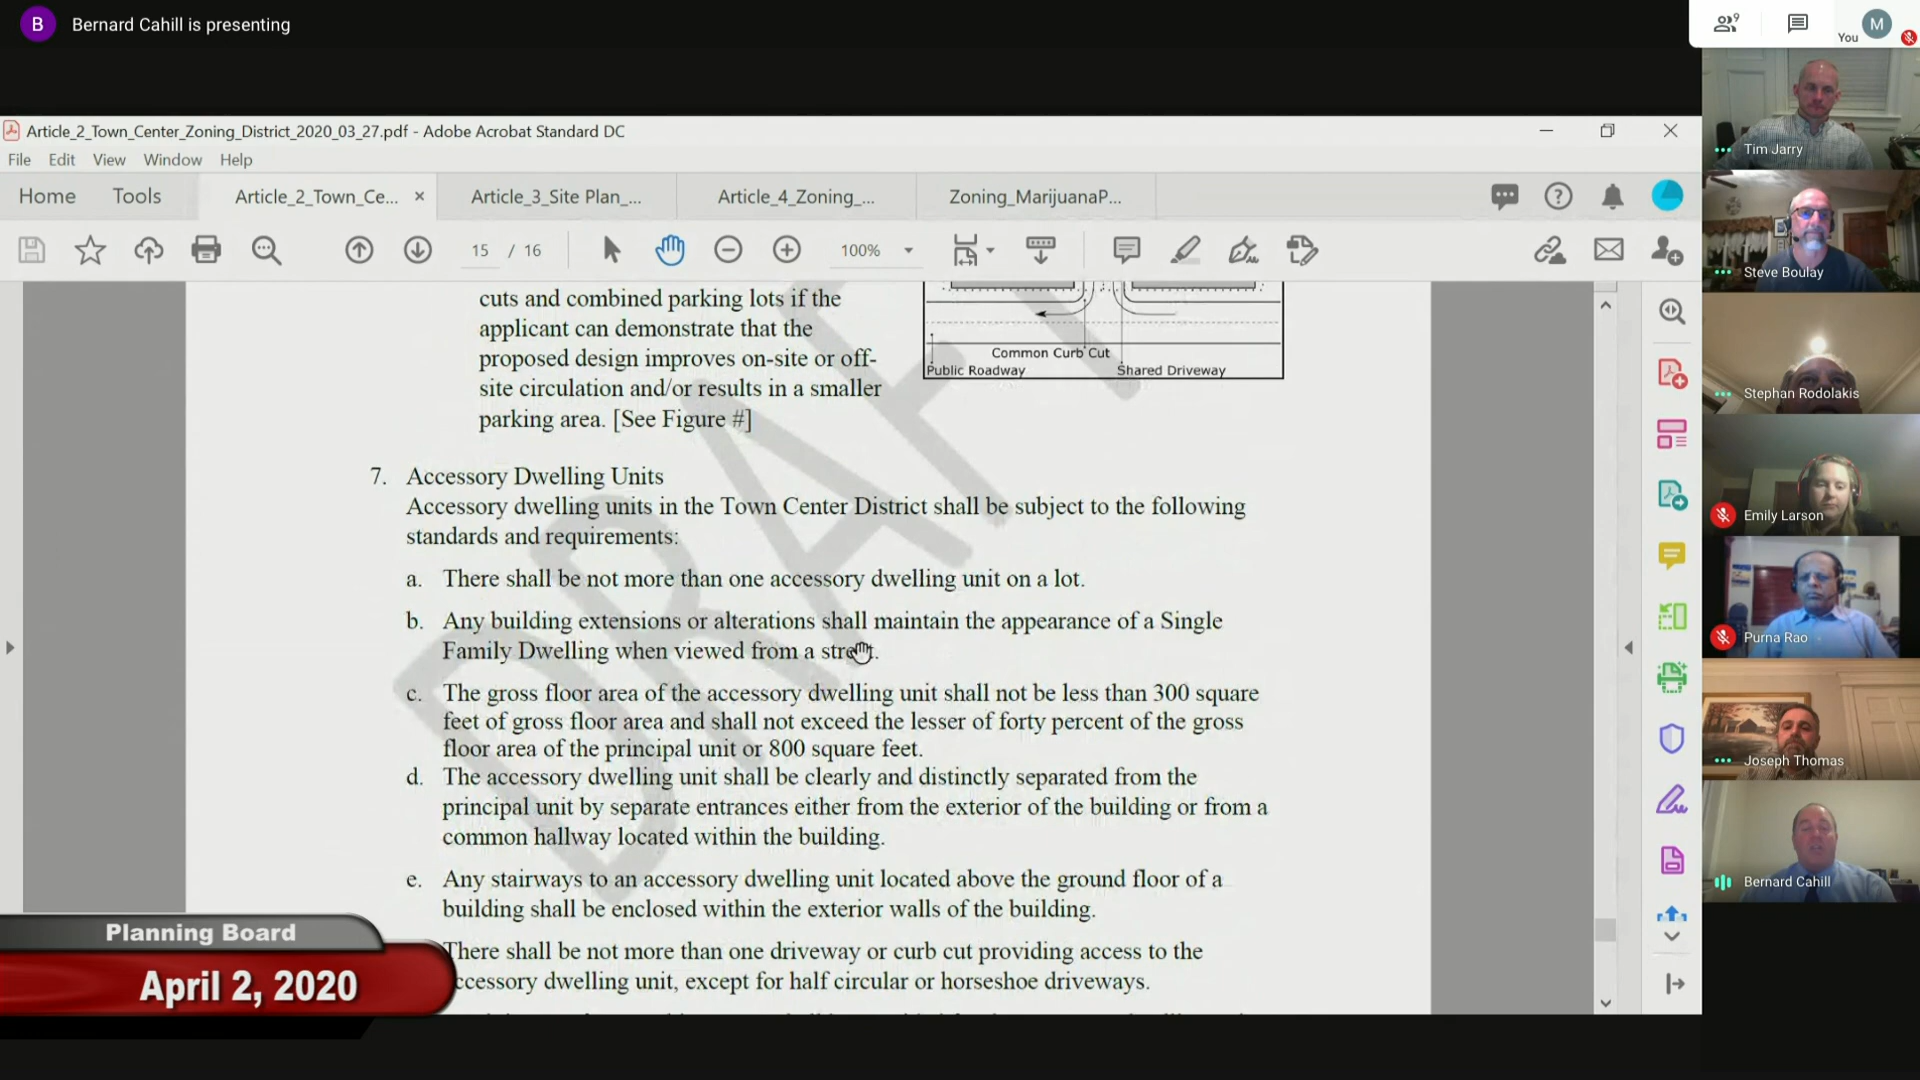 B Bernard Cahill is presenting
9
You M
Article_2_Town_Center_Zoning_District_2020_03_27.pdf - Adobe Acrobat Standard DC
File Edit View Window Help
Home Tools Article_2_Town_Ce... × Article_3_Site Plan_... Article_4_Zoning_... Zoning_MarijuanaP...
15 / 16 100%
cuts and combined parking lots if the
applicant can demonstrate that the
proposed design improves on-site or off-
site circulation and/or results in a smaller
parking area. [See Figure #]
Common Curb Cut
Public Roadway Shared Driveway
7. Accessory Dwelling Units
Accessory dwelling units in the Town Center District shall be subject to the following
standards and requirements:
a. There shall be not more than one accessory dwelling unit on a lot.
b. Any building extensions or alterations shall maintain the appearance of a Single
Family Dwelling when viewed from a street.
c. The gross floor area of the accessory dwelling unit shall not be less than 300 square
feet of gross floor area and shall not exceed the lesser of forty percent of the gross
floor area of the principal unit or 800 square feet.
d. The accessory dwelling unit shall be clearly and distinctly separated from the
principal unit by separate entrances either from the exterior of the building or from a
common hallway located within the building.
e. Any stairways to an accessory dwelling unit located above the ground floor of a
building shall be enclosed within the exterior walls of the building.
There shall be not more than one driveway or curb cut providing access to the
ccessory dwelling unit, except for half circular or horseshoe driveways.
DRAFT
Planning Board
April 2, 2020
Tim Jarry
Steve Boulay
Stephan Rodolakis
Emily Larson
Purna Rao
Joseph Thomas
Bernard Cahill